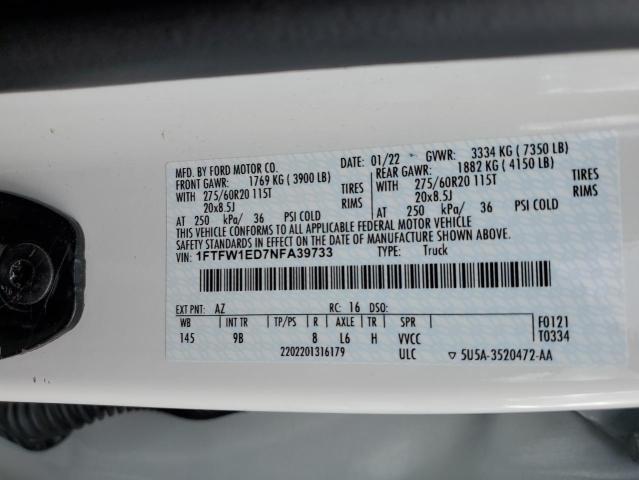 MFD. BY FORD MOTOR CO.
DATE: 01/22 GVWR: 3334 KG ( 7350 LB)
FRONT GAWR: 1769 KG ( 3900 LB) REAR GAWR: 1882 KG ( 4150 LB)
WITH 275/60R20 115T TIRES WITH 275/60R20 115T TIRES
20x8.5J RIMS 20x8.5J RIMS
AT 250 kPa/ 36 PSI COLD AT 250 kPa/ 36 PSI COLD
THIS VEHICLE CONFORMS TO ALL APPLICABLE FEDERAL MOTOR VEHICLE
SAFETY STANDARDS IN EFFECT ON THE DATE OF MANUFACTURE SHOWN ABOVE.
VIN: 1FTFW1ED7NFA39733 TYPE: Truck
EXT PNT: AZ RC: 16 DSO:
WB INT TR TP/PS R AXLE TR SPR F0121
145 9B 8 L6 H VVCC T0334
2202201316179 ULC ▽ 5U5A-3520472-AA